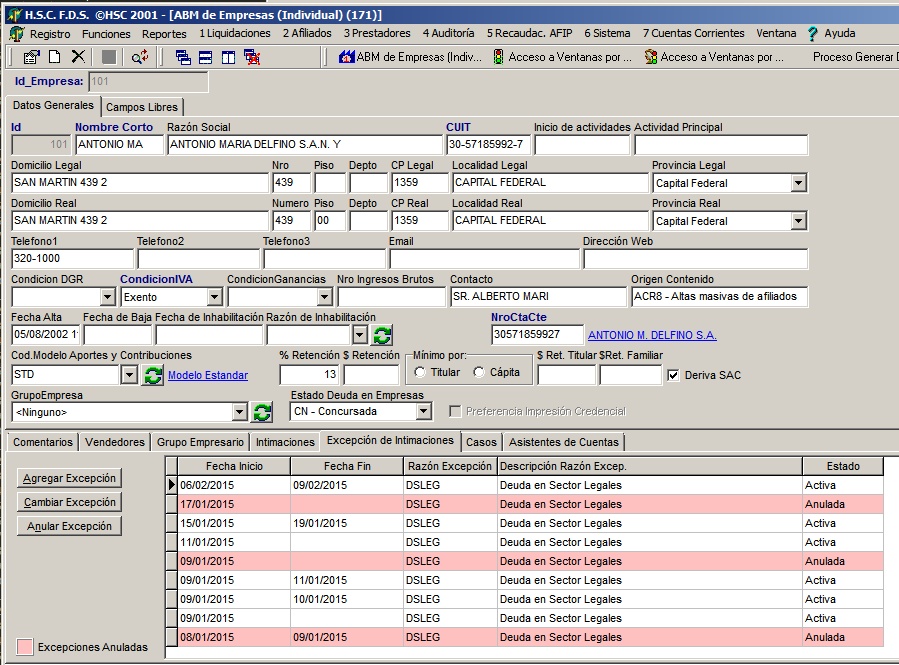 H.S.C. F.D.S. ©HSC 2001 - [ABM de Empresas (Individual) (171)]
Registro Funciones Reportes 1 Liquidaciones 2 Afiliados 3 Prestadores 4 Auditoría 5 Recaudac. AFIP 6 Sistema 7 Cuentas Corrientes Ventana ? Ayuda
ABM de Empresas (Indiv... Acceso a Ventanas por ... Acceso a Ventanas por ... Proceso General D
Id_Empresa: 101
Datos Generales Campos Libres
Id Nombre Corto Razón Social CUIT Inicio de actividades Actividad Principal
101 ANTONIO MA ANTONIO MARIA DELFINO S.A.N. Y 30-57185992-7
Domicilio Legal Nro Piso Depto CP Legal Localidad Legal Provincia Legal
SAN MARTIN 439 2 439 1359 CAPITAL FEDERAL Capital Federal
Domicilio Real Numero Piso Depto CP Real Localidad Real Provincia Real
SAN MARTIN 439 2 439 00 1359 CAPITAL FEDERAL Capital Federal
Telefono1 Telefono2 Telefono3 Email Dirección Web
320-1000
Condicion DGR CondicionIVA CondicionGanancias Nro Ingresos Brutos Contacto Origen Contenido
Exento SR. ALBERTO MARI ACR8 - Altas masivas de afiliados
Fecha Alta Fecha de Baja Fecha de Inhabilitación Razón de Inhabilitación NroCtaCte
05/08/2002 30571859927 ANTONIO M. DELFINO S.A.
Cod.Modelo Aportes y Contribuciones % Retención $ Retención Mínimo por: $ Ret. Titular $Ret. Familiar
STD Modelo Estandar 13 Titular Cápita Deriva SAC
GrupoEmpresa Estado Deuda en Empresas
<Ninguno> CN - Concursada Preferencia Impresión Credencial
Comentarios Vendedores Grupo Empresario Intimaciones Excepción de Intimaciones Casos Asistentes de Cuentas
Agregar Excepción
Cambiar Excepción
Anular Excepción
Fecha Inicio Fecha Fin Razón Excepción Descripción Razón Excep. Estado
06/02/2015 09/02/2015 DSLEG Deuda en Sector Legales Activa
17/01/2015 DSLEG Deuda en Sector Legales Anulada
15/01/2015 19/01/2015 DSLEG Deuda en Sector Legales Activa
11/01/2015 DSLEG Deuda en Sector Legales Activa
09/01/2015 DSLEG Deuda en Sector Legales Anulada
09/01/2015 11/01/2015 DSLEG Deuda en Sector Legales Activa
09/01/2015 10/01/2015 DSLEG Deuda en Sector Legales Activa
09/01/2015 DSLEG Deuda en Sector Legales Activa
08/01/2015 09/01/2015 DSLEG Deuda en Sector Legales Anulada
Excepciones Anuladas